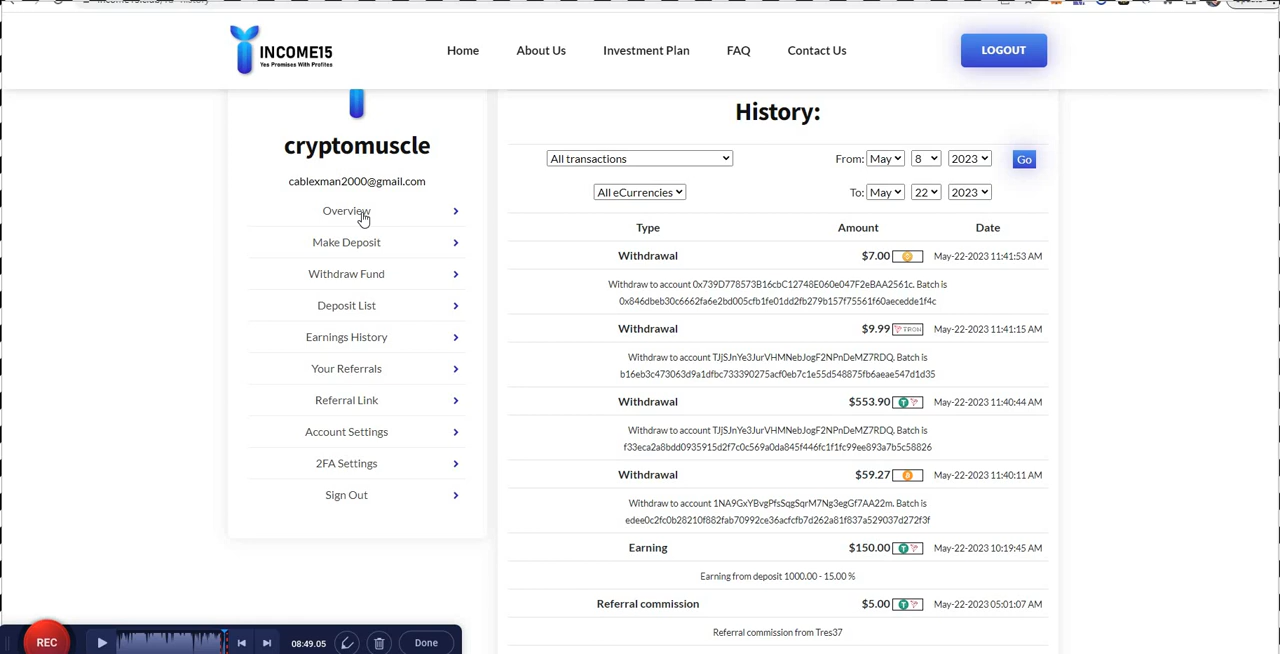 INCOME15
Yes Promises With Profites
Home
About Us
Investment Plan
FAQ
Contact Us
LOGOUT
cryptomuscle
cablexman2000@gmail.com
Overview
Make Deposit
Withdraw Fund
Deposit List
Earnings History
Your Referrals
Referral Link
Account Settings
2FA Settings
Sign Out
History:
All transactions
From: May 8 2023 Go
All eCurrencies
To: May 22 2023
Type Amount Date
Withdrawal $7.00 May-22-2023 11:41:53 AM
Withdraw to account 0x739D778573B16cbC12748E060e047F2eBAA2561c. Batch is
0x846dbeb30c6662fa6e2bd005cfb1fe01dd2fb279b157f75561f60aecedde1f4c
Withdrawal $9.99 TRON May-22-2023 11:41:15 AM
Withdraw to account TJjSJnYe3JurVHMNebJogF2NPnDeMZ7RDQ. Batch is
b16eb3c473063d9a1dfbc733390275acf0eb7c1e55d548875fb6aeae547d1d35
Withdrawal $553.90 May-22-2023 11:40:44 AM
Withdraw to account TJjSJnYe3JurVHMNebJogF2NPnDeMZ7RDQ. Batch is
f33eca2a8bdd0935915d2f7c0c569a0da845f446fc1f1fc99ee893a7b5c58826
Withdrawal $59.27 May-22-2023 11:40:11 AM
Withdraw to account 1NA9GxYBvgPfsSqgSqrM7Ng3egGf7AA22m. Batch is
edee0c2fc0b28210f882fab70992ce36acfcfb7d262a81f837a529037d272f3f
Earning $150.00 May-22-2023 10:19:45 AM
Earning from deposit 1000.00 - 15.00 %
Referral commission $5.00 May-22-2023 05:01:07 AM
Referral commission from Tres37
REC
08:49.05
Done